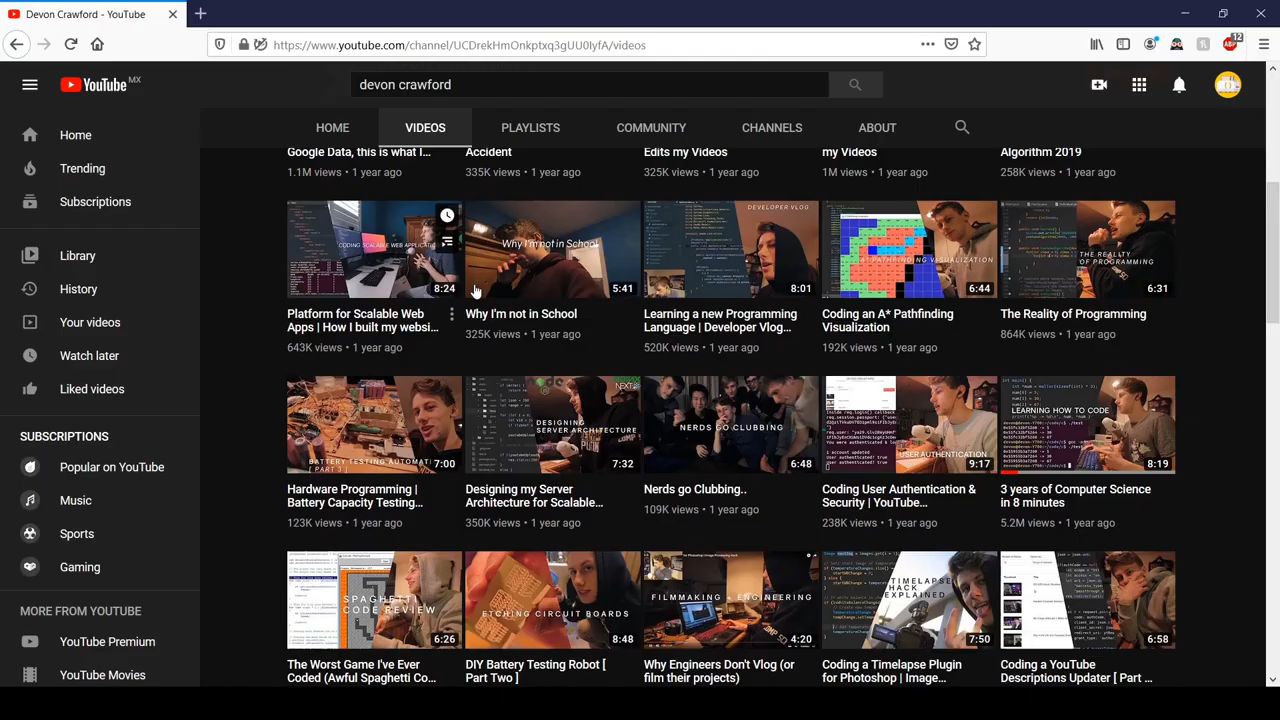 Devon Crawford - YouTube
https://www.youtube.com/channel/UCDrekHrOnkptxq3gUU0IyfA/videos
12
YouTube MX
devon crawford
HOME VIDEOS PLAYLISTS COMMUNITY CHANNELS ABOUT
Home
Trending
Subscriptions
Library
History
Your videos
Watch later
Liked videos
SUBSCRIPTIONS
Popular on YouTube
Music
Sports
Gaming
MORE FROM YOUTUBE
YouTube Premium
YouTube Movies
Google Data, this is what I...
1.1M views • 1 year ago
Accident
335K views • 1 year ago
Edits my Videos
325K views • 1 year ago
my Videos
1M views • 1 year ago
Algorithm 2019
258K views • 1 year ago
SCALABLE WEB APPLICATIONS
8:24
Platform for Scalable Web
Apps | How I built my websi...
643K views • 1 year ago
Why I'm not in School
5:41
Why I'm not in School
325K views • 1 year ago
DEVELOPER VLOG
8:01
Learning a new Programming
Language | Developer Vlog...
520K views • 1 year ago
A* PATHFINDING VISUALIZATION
6:44
Coding an A* Pathfinding
Visualization
192K views • 1 year ago
THE REALITY
OF PROGRAMMING
6:31
The Reality of Programming
864K views • 1 year ago
BATTERY TESTING AUTOMATI
[ PART 3 ]
7:00
Hardware Programming |
Battery Capacity Testing...
123K views • 1 year ago
DESIGNING
SERVER ARCHITECTURE
7:32
Designing my Server
Architecture for Scalable...
350K views • 1 year ago
NERDS GO CLUBBING
6:48
Nerds go Clubbing..
109K views • 1 year ago
USER AUTHENTICATION
9:17
Coding User Authentication &
Security | YouTube...
238K views • 1 year ago
LEARNING HOW TO CODE
8:19
3 years of Computer Science
in 8 minutes
5.2M views • 1 year ago
SPAGHETTI
CODE REVIEW
6:26
The Worst Game I've Ever
Coded (Awful Spaghetti Co...
ETCHING CIRCUIT BOARDS
8:48
DIY Battery Testing Robot [
Part Two ]
FILMMAKING ENGINEERING
4:20
Why Engineers Don't Vlog (or
film their projects)
TIMELAPSE
EXPLAINED
7:50
Coding a Timelapse Plugin
for Photoshop | Image...
6:58
Coding a YouTube
Descriptions Updater [ Part ...